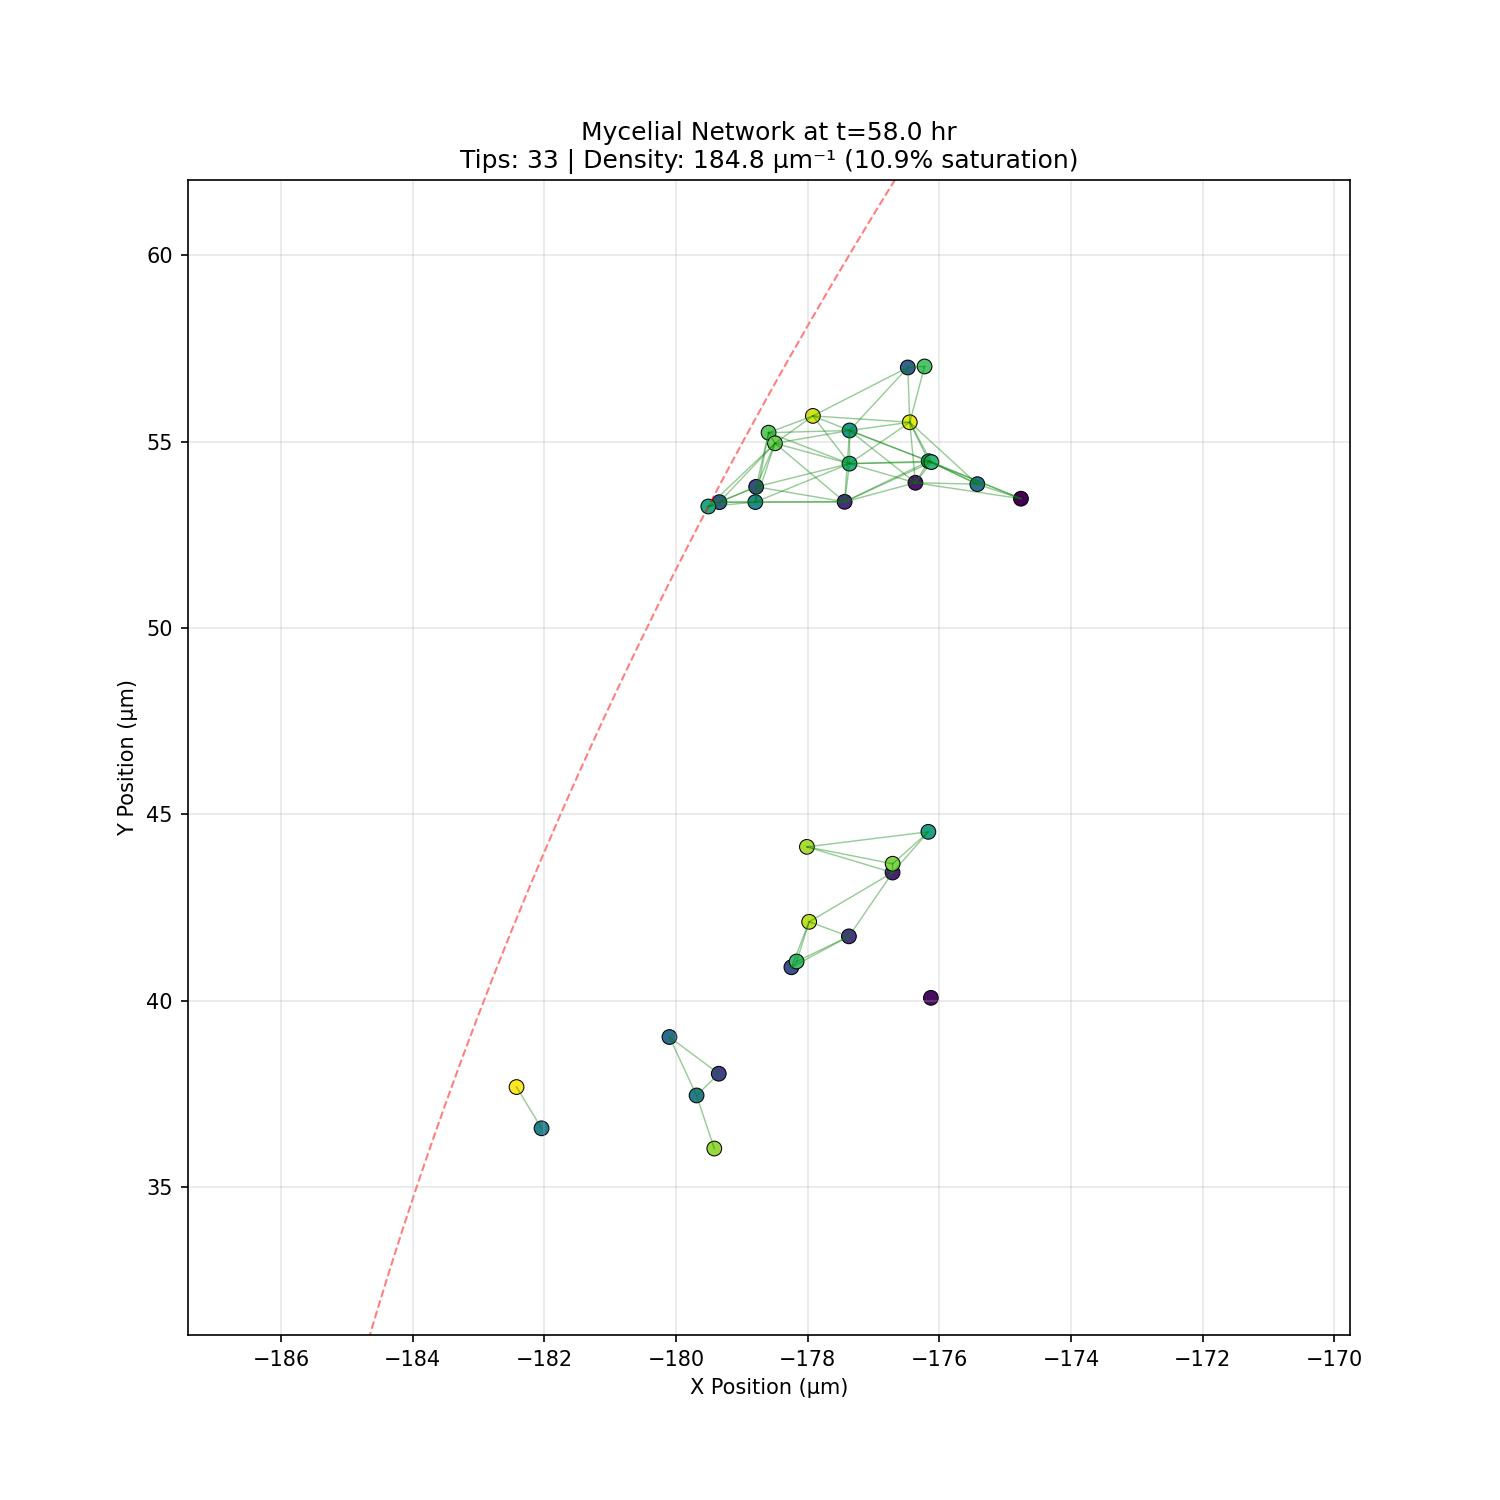 Mycelial Network at t=58.0 hr
Tips: 33 | Density: 184.8 μm⁻¹ (10.9% saturation)
60
55
50
45
40
35
Y Position (μm)
−186 −184 −182 −180 −178 −176 −174 −172 −170
X Position (μm)